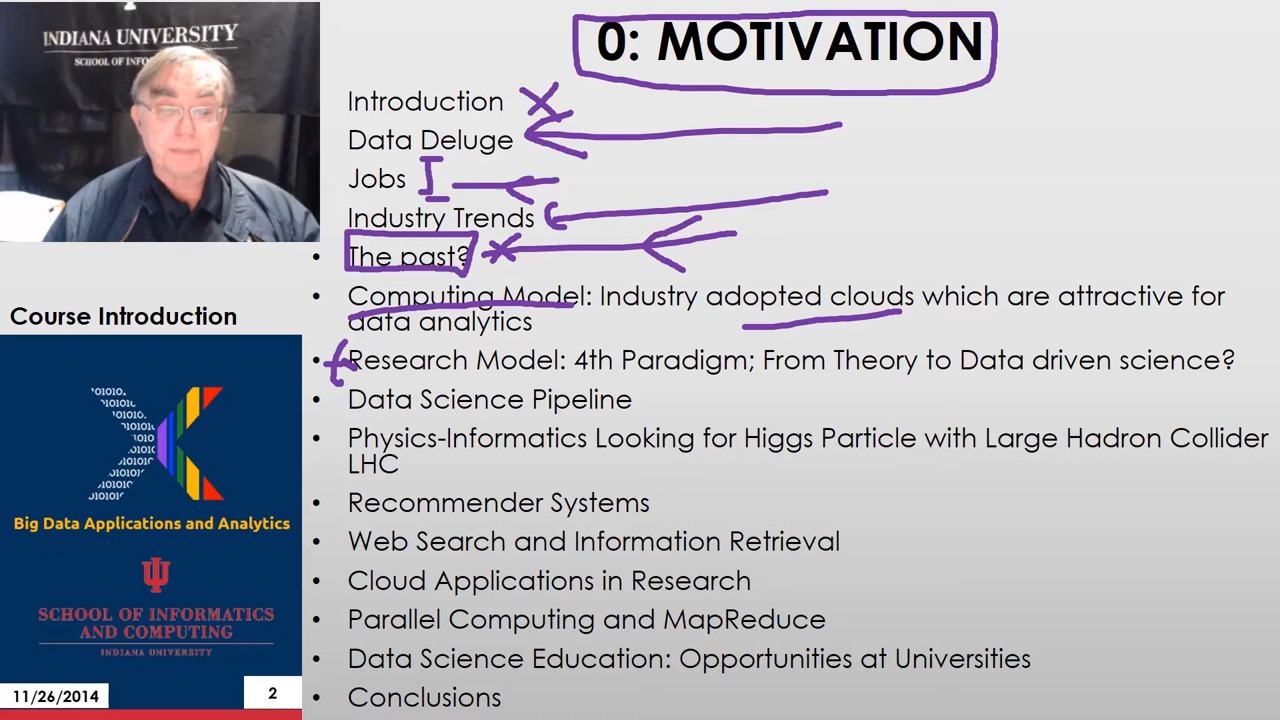 INDIANA UNIVERSITY
0: MOTIVATION
Introduction
Data Deluge
Jobs
Industry Trends
• The past?
• Computing Model: Industry adopted clouds which are attractive for
data analytics
• Research Model: 4th Paradigm; From Theory to Data driven science?
• Data Science Pipeline
• Physics-Informatics Looking for Higgs Particle with Large Hadron Collider
LHC
• Recommender Systems
• Web Search and Information Retrieval
• Cloud Applications in Research
• Parallel Computing and MapReduce
• Data Science Education: Opportunities at Universities
• Conclusions
Course Introduction
Big Data Applications and Analytics
SCHOOL OF INFORMATICS
AND COMPUTING
INDIANA UNIVERSITY
11/26/2014
2